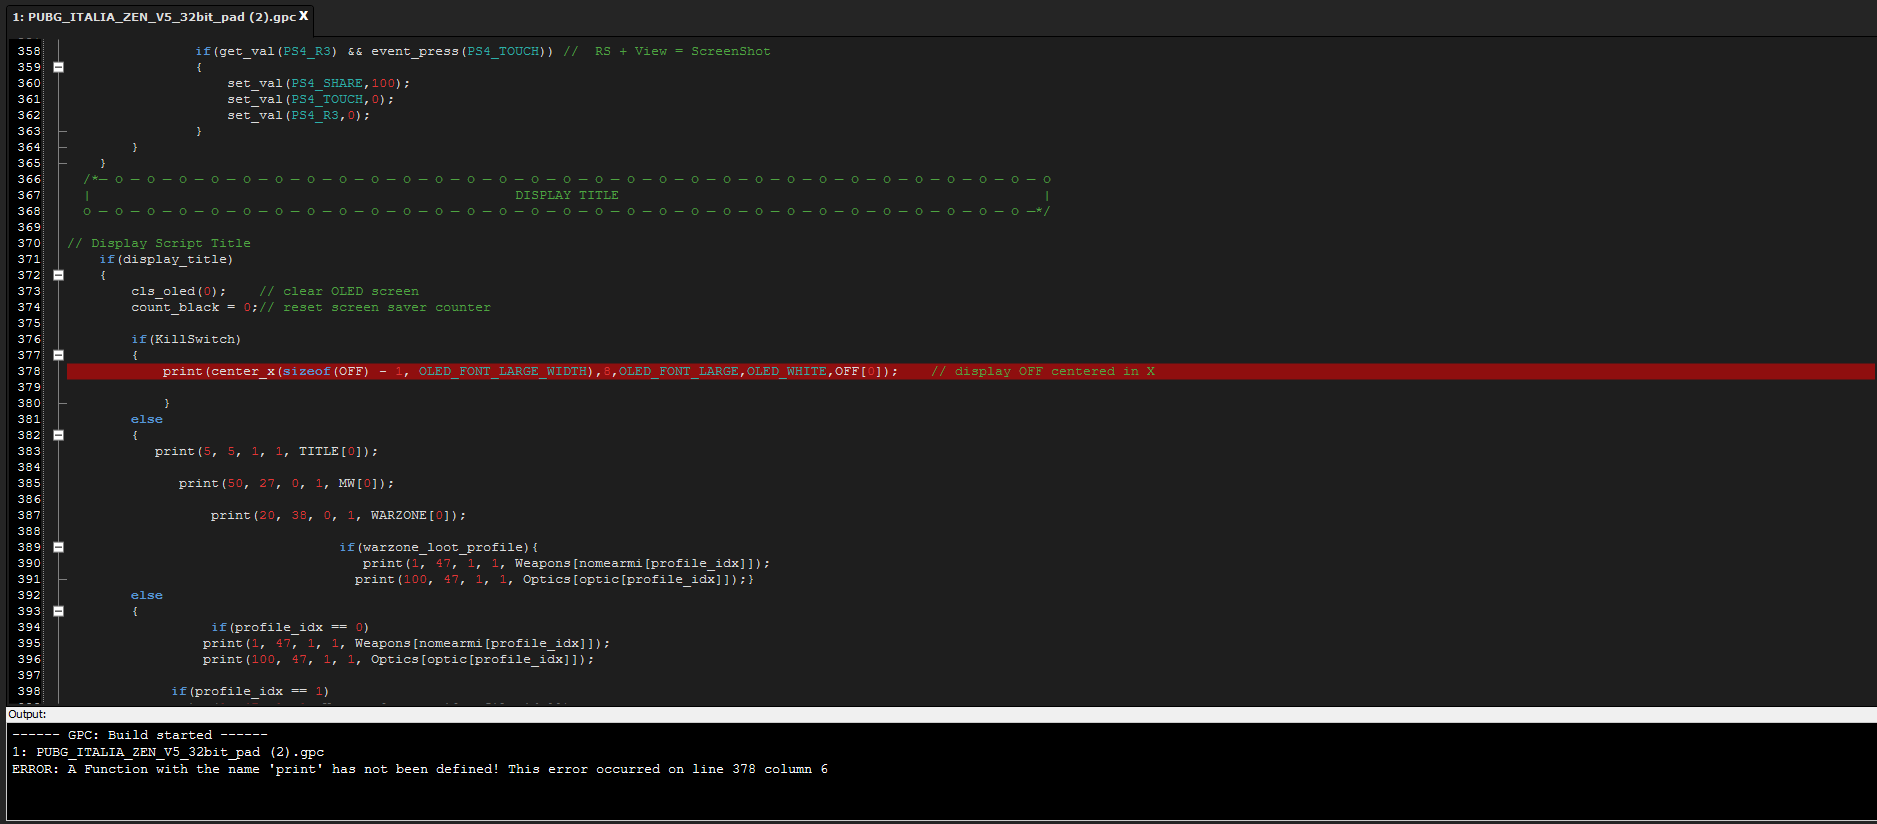 1: PUBG_ITALIA_ZEN_V5_32bit_pad (2).gpc X
358 if(get_val(PS4_R3) && event_press(PS4_TOUCH)) // RS + View = ScreenShot
359 {
360 set_val(PS4_SHARE,100);
361 set_val(PS4_TOUCH,0);
362 set_val(PS4_R3,0);
363 }
364 }
365 }
366 /*— o — o — o — o — o — o — o — o — o — o — o — o — o — o — o — o — o — o — o — o — o — o — o — o — o — o — o — o — o — o
367 | DISPLAY TITLE |
368 o — o — o — o — o — o — o — o — o — o — o — o — o — o — o — o — o — o — o — o — o — o — o — o — o — o — o — o — o — o —*/
369
370 // Display Script Title
371 if(display_title)
372 {
373 cls_oled(0); // clear OLED screen
374 count_black = 0;// reset screen saver counter
375
376 if(KillSwitch)
377 {
378 print(center_x(sizeof(OFF) - 1, OLED_FONT_LARGE_WIDTH),8,OLED_FONT_LARGE,OLED_WHITE,OFF[0]); // display OFF centered in X
379
380 }
381 else
382 {
383 print(5, 5, 1, 1, TITLE[0]);
384
385 print(50, 27, 0, 1, MW[0]);
386
387 print(20, 38, 0, 1, WARZONE[0]);
388
389 if(warzone_loot_profile){
390 print(1, 47, 1, 1, Weapons[nomearmi[profile_idx]]);
391 print(100, 47, 1, 1, Optics[optic[profile_idx]]);}
392 else
393 {
394 if(profile_idx == 0)
395 print(1, 47, 1, 1, Weapons[nomearmi[profile_idx]]);
396 print(100, 47, 1, 1, Optics[optic[profile_idx]]);
397
398 if(profile_idx == 1)
Output:
------ GPC: Build started ------
1: PUBG_ITALIA_ZEN_V5_32bit_pad (2).gpc
ERROR: A Function with the name 'print' has not been defined! This error occurred on line 378 column 6